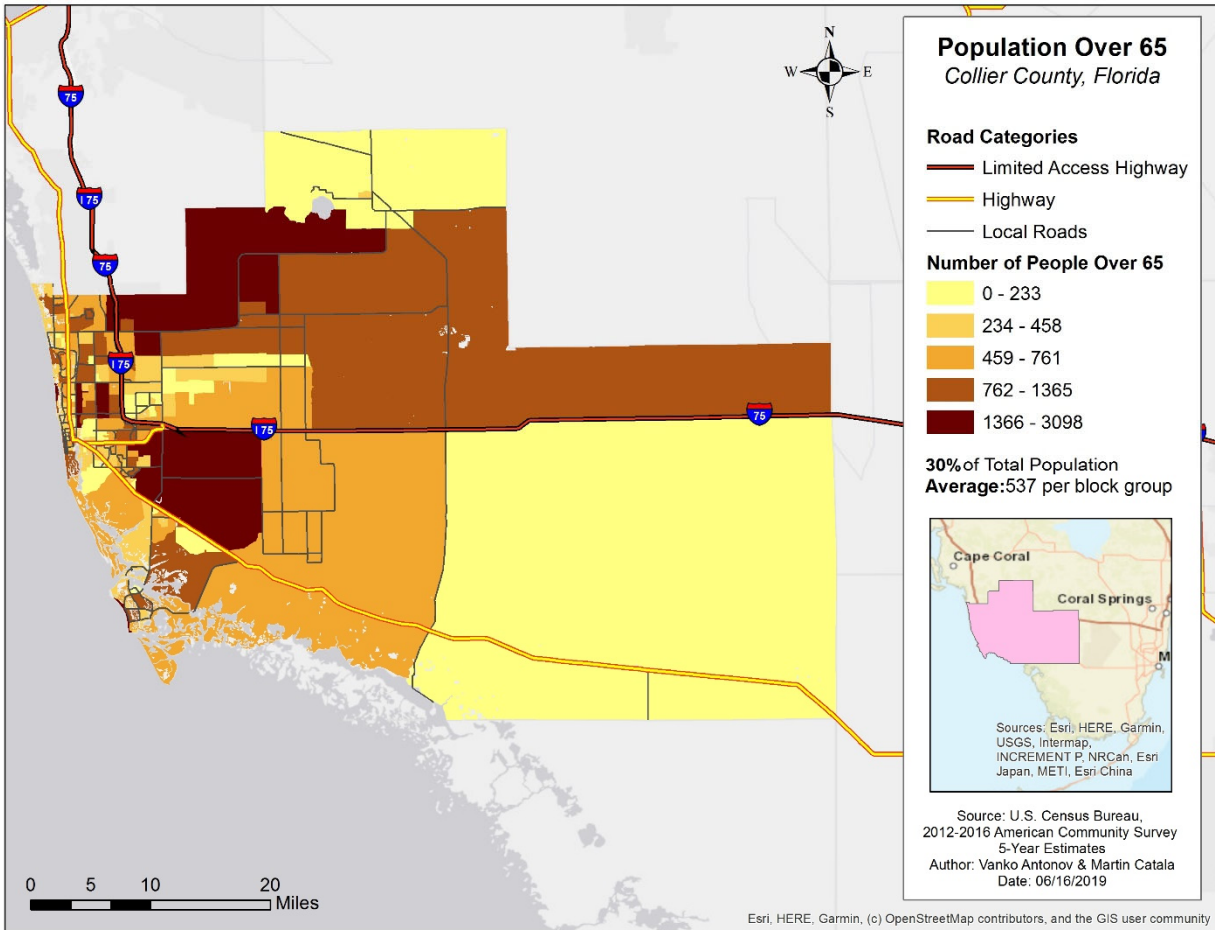 Population Over 65
Collier County, Florida
Road Categories
Limited Access Highway
Highway
Local Roads
Number of People Over 65
0 - 233
234 - 458
459 - 761
762 - 1365
1366 - 3098
30%of Total Population
Average:537 per block group
Cape Coral
Coral Springs
M
Sources: Esri, HERE, Garmin,
USGS, Intermap,
INCREMENT P, NRCan, Esri
Japan, METI, Esri China
Source: U.S. Census Bureau,
2012-2016 American Community Survey
5-Year Estimates
Author: Vanko Antonov & Martin Catala
Date: 06/16/2019
N
W E
S
75
I 75
75
I 75
I 75
75
0 5 10 20
Miles
Esri, HERE, Garmin, (c) OpenStreetMap contributors, and the GIS user community